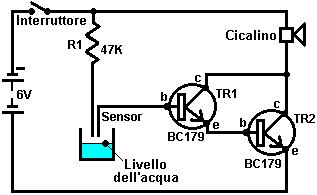 Interruttore
R1
47K
Cicalino
6V
Sensor
c
b
TR1
e
BC179
c
b
TR2
e
BC179
Livello
dell'acqua